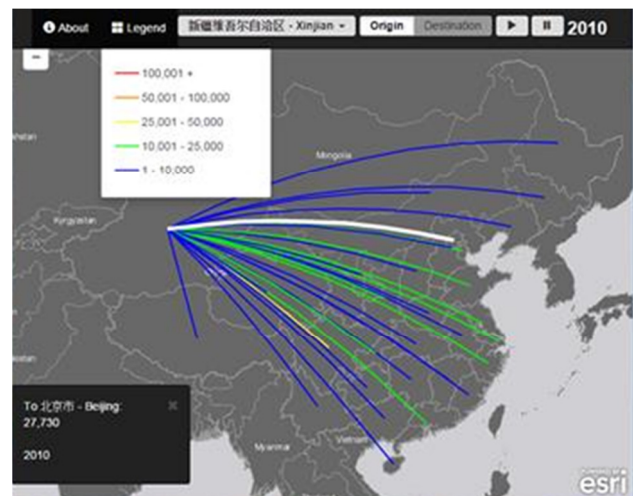 About
Legend
新疆维吾尔自治区 - Xinjian
Origin
Destination
2010
100,001 +
50,001 - 100,000
25,001 - 50,000
10,001 - 25,000
1 - 10,000
Mongolia
Kyrgyzstan
To 北京市 - Beijing:
27,730
2010
Myanmar
Vietnam
esri